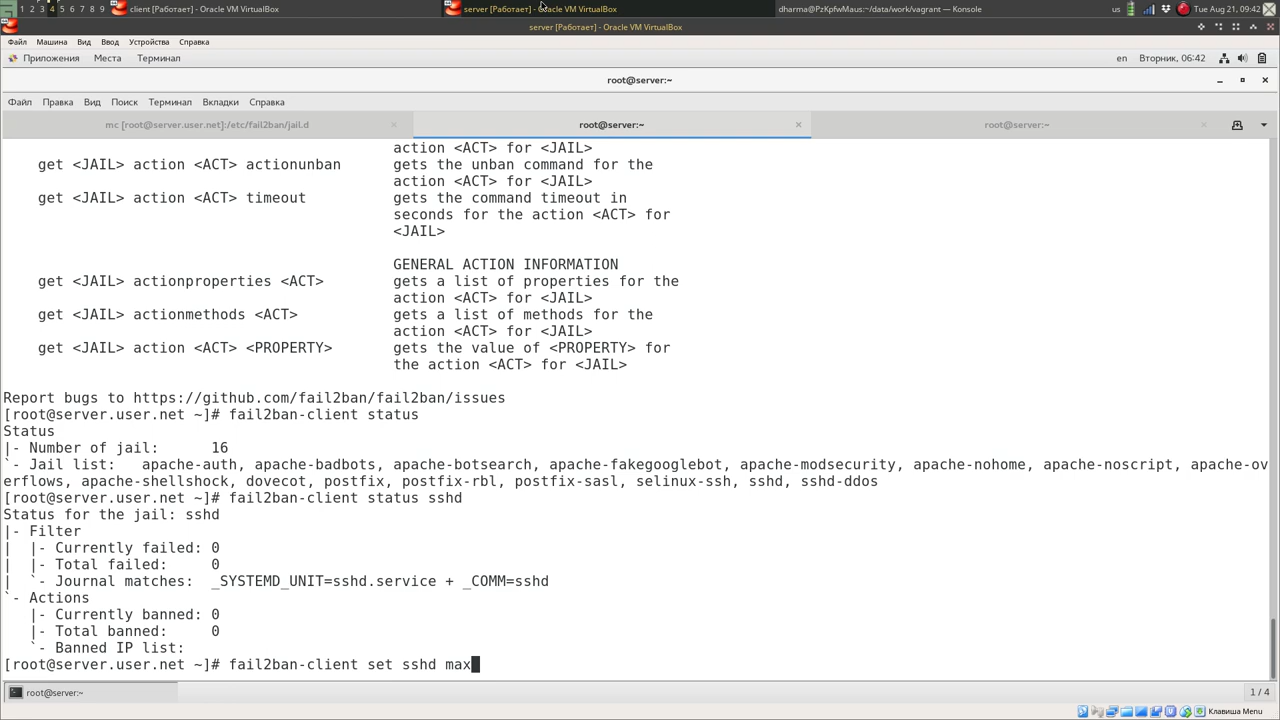 1 2 3 4 5 6 7 8 9 client [Работает] - Oracle VM VirtualBox server [Работает] - Oracle VM VirtualBox dharma@PzKpfwMaus:~/data/work/vagrant — Konsole us Tue Aug 21, 09:42
server [Работает] - Oracle VM VirtualBox
Файл Машина Вид Ввод Устройства Справка
Приложения Места Терминал en Вторник, 06:42
root@server:~
Файл Правка Вид Поиск Терминал Вкладки Справка
mc [root@server.user.net]:/etc/fail2ban/jail.d root@server:~ root@server:~
action <ACT> for <JAIL>
get <JAIL> action <ACT> actionunban gets the unban command for the
action <ACT> for <JAIL>
get <JAIL> action <ACT> timeout gets the command timeout in
seconds for the action <ACT> for
<JAIL>
GENERAL ACTION INFORMATION
get <JAIL> actionproperties <ACT> gets a list of properties for the
action <ACT> for <JAIL>
get <JAIL> actionmethods <ACT> gets a list of methods for the
action <ACT> for <JAIL>
get <JAIL> action <ACT> <PROPERTY> gets the value of <PROPERTY> for
the action <ACT> for <JAIL>
Report bugs to https://github.com/fail2ban/fail2ban/issues
[root@server.user.net ~]# fail2ban-client status
Status
|- Number of jail: 16
`- Jail list: apache-auth, apache-badbots, apache-botsearch, apache-fakegooglebot, apache-modsecurity, apache-nohome, apache-noscript, apache-ov
erflows, apache-shellshock, dovecot, postfix, postfix-rbl, postfix-sasl, selinux-ssh, sshd, sshd-ddos
[root@server.user.net ~]# fail2ban-client status sshd
Status for the jail: sshd
|- Filter
| |- Currently failed: 0
| |- Total failed: 0
| `- Journal matches: _SYSTEMD_UNIT=sshd.service + _COMM=sshd
`- Actions
|- Currently banned: 0
|- Total banned: 0
`- Banned IP list:
[root@server.user.net ~]# fail2ban-client set sshd max
root@server:~ 1 / 4
Клавиша Menu